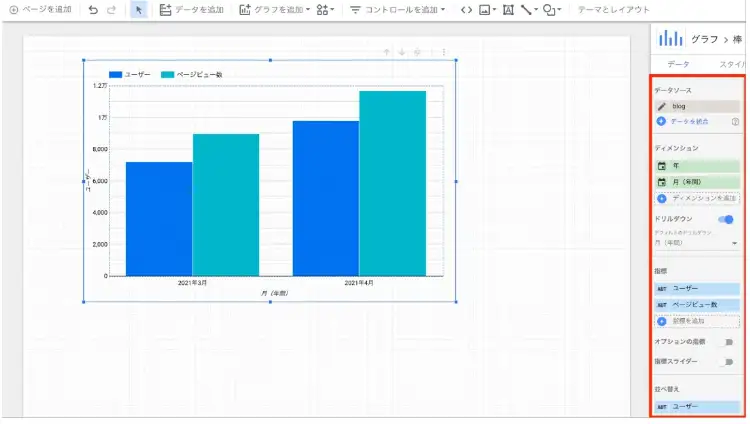 ページを追加
データを追加
グラフを追加
コントロールを追加
テーマとレイアウト
グラフ > 棒
データ
スタイル
ユーザー
ページビュー数
1.2万
1万
8,000
6,000
4,000
2,000
0
ユーザー
2021年3月
2021年4月
月（年間）
データソース
blog
データを統合
ディメンション
年
月（年間）
ディメンションを追加
ドリルダウン
デフォルトのドリルダウン
月（年間）
指標
ABT ユーザー
ABT ページビュー数
指標を追加
オプションの指標
指標スライダー
並べ替え
ABT ユーザー